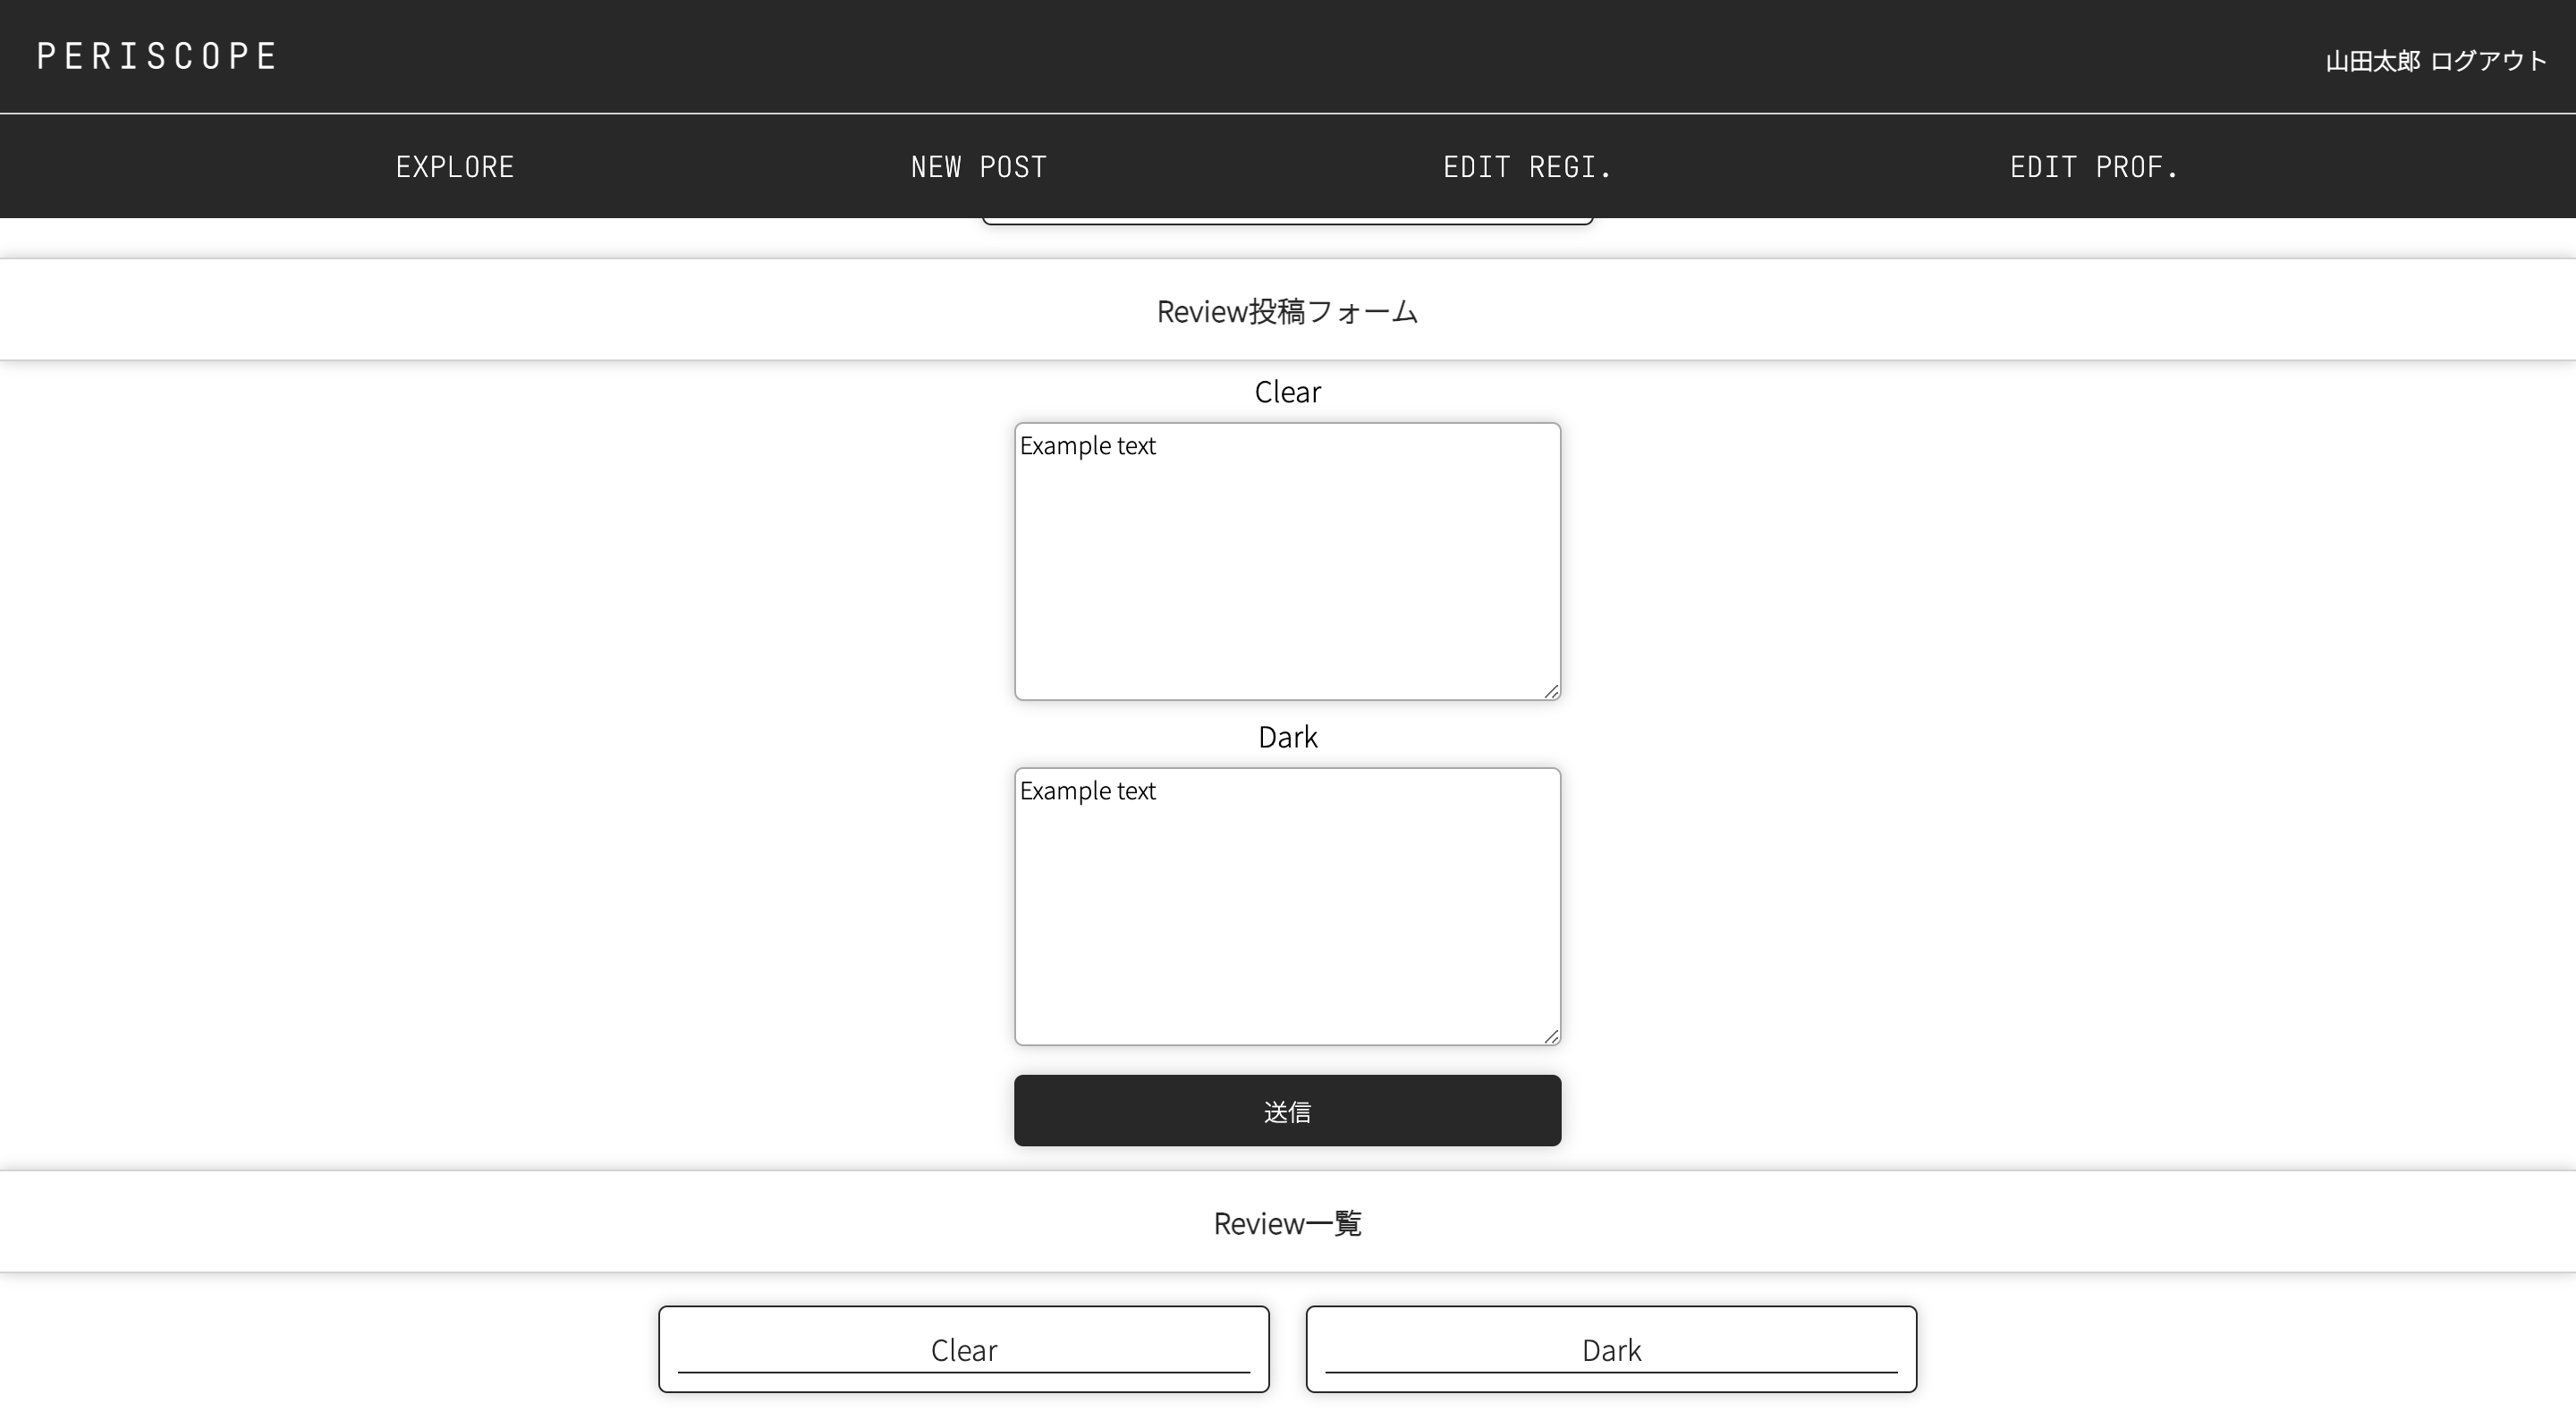 PERISCOPE
山田太郎 ログアウト
EXPLORE NEW POST EDIT REGI. EDIT PROF.
Review投稿フォーム
Clear
Example text
Dark
Example text
送信
Review一覧
Clear Dark